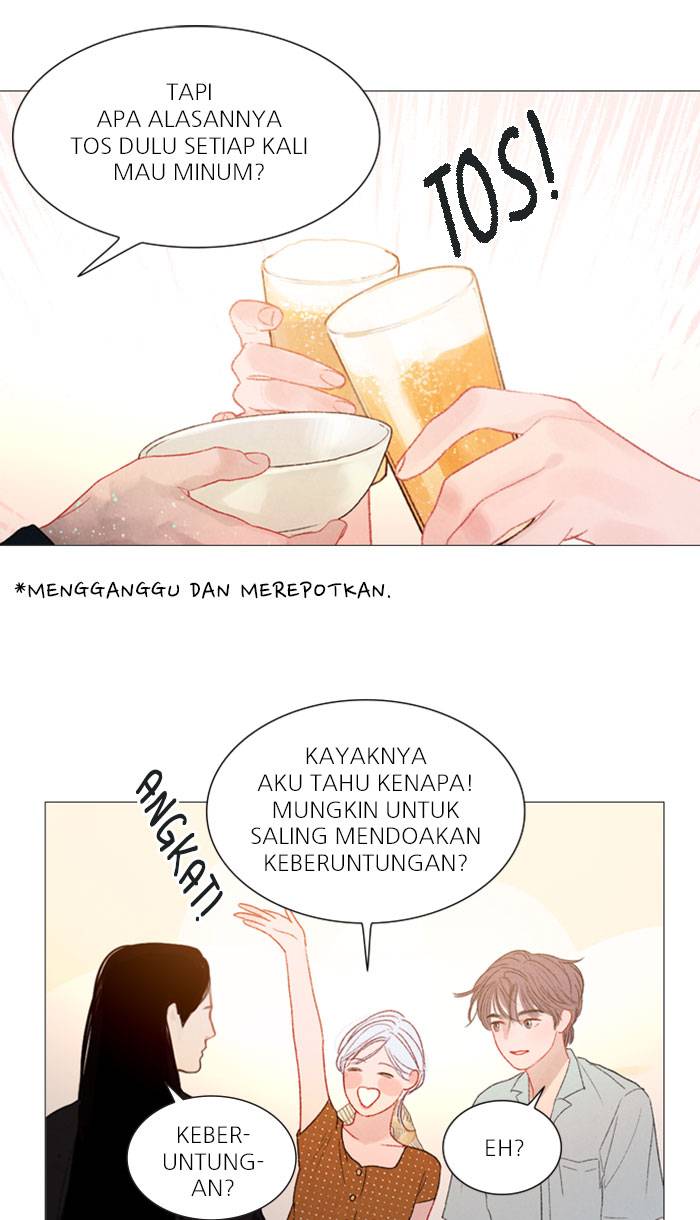 TAPI
APA ALASANNYA
TOS DULU SETIAP KALI
MAU MINUM?
TOS!
*MENGGANGGU DAN MEREPOTKAN.
KAYAKNYA
AKU TAHU KENAPA!
MUNGKIN UNTUK
SALING MENDOAKAN
KEBERUNTUNGAN?
ANGKAT!
KEBER-
UNTUNG-
AN?
EH?